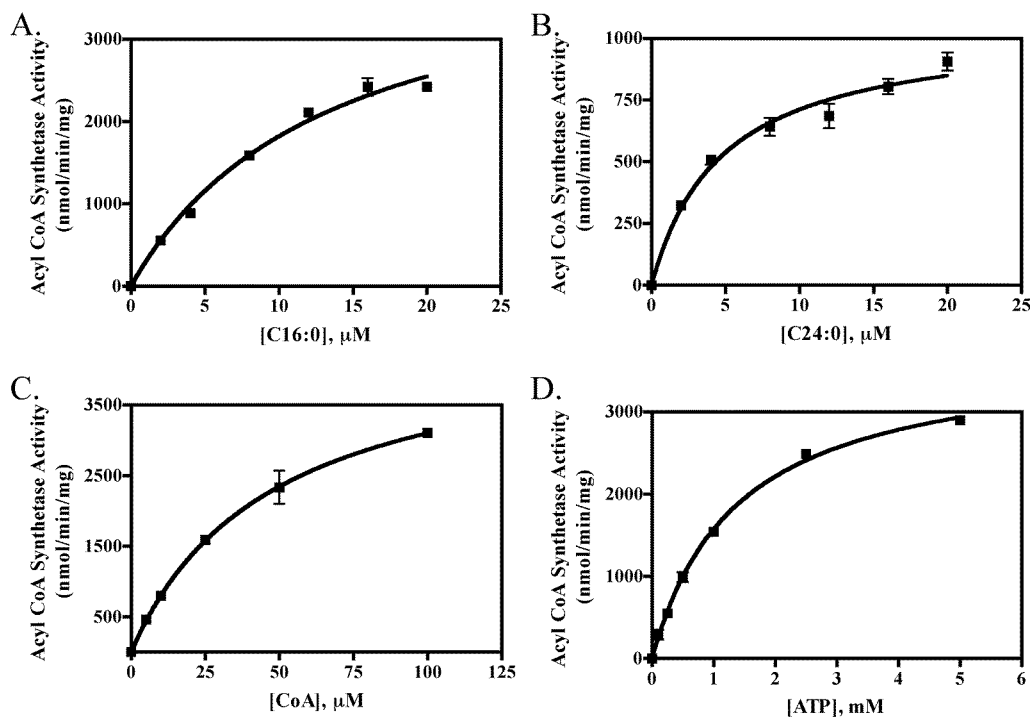 A.
Acyl CoA Synthetase Activity.
(nmol/min/mg)
3000
2000
1000
0
0 5 10 15 20 25
[C16:0], μM
B.
Acyl CoA Synthetase Activity.
(nmol/min/mg)
1000
750
500
250
0
0 5 10 15 20 25
[C24:0], μM
C.
Acyl CoA Synthetase Activity.
(nmol/min/mg)
3500
2500
1500
500
0 25 50 75 100 125
[CoA], μM
D.
Acyl CoA Synthetase Activity
(nmol/min/mg)
3000
2000
1000
0
0 1 2 3 4 5 6
[ATP], mM